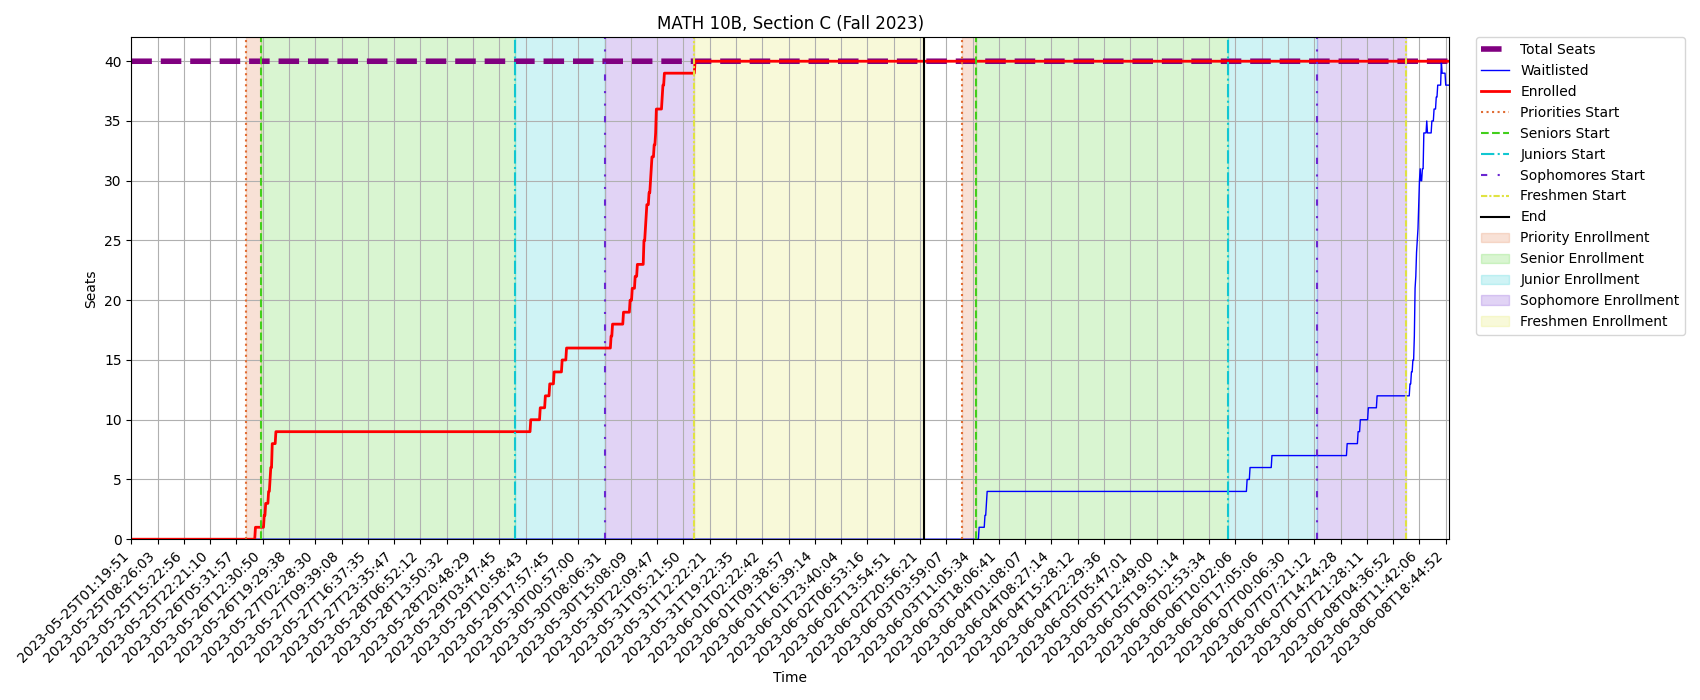 MATH 10B, Section C (Fall 2023)
Total Seats
Waitlisted
Enrolled
Priorities Start
Seniors Start
Juniors Start
Sophomores Start
Freshmen Start
End
Priority Enrollment
Senior Enrollment
Junior Enrollment
Sophomore Enrollment
Freshmen Enrollment
Seats
40
35
30
25
20
15
10
5
0
2023-05-25T01:19:51
2023-05-25T08:26:03
2023-05-25T15:22:56
2023-05-25T22:21:10
2023-05-26T05:31:57
2023-05-26T12:30:50
2023-05-26T19:29:38
2023-05-27T02:28:30
2023-05-27T09:39:08
2023-05-27T16:37:35
2023-05-27T23:35:47
2023-05-28T06:52:12
2023-05-28T13:50:32
2023-05-28T20:48:29
2023-05-29T03:47:45
2023-05-29T10:58:43
2023-05-29T17:57:45
2023-05-30T00:57:00
2023-05-30T08:06:31
2023-05-30T15:08:09
2023-05-30T22:09:47
2023-05-31T05:21:50
2023-05-31T12:22:21
2023-05-31T19:22:35
2023-06-01T02:22:42
2023-06-01T09:38:57
2023-06-01T16:39:14
2023-06-01T23:40:04
2023-06-02T06:53:16
2023-06-02T13:54:51
2023-06-02T20:56:21
2023-06-03T03:59:07
2023-06-03T11:05:34
2023-06-03T18:06:41
2023-06-04T01:08:07
2023-06-04T08:27:14
2023-06-04T15:28:12
2023-06-04T22:29:36
2023-06-05T05:47:01
2023-06-05T12:49:00
2023-06-05T19:51:14
2023-06-06T02:53:34
2023-06-06T10:02:06
2023-06-06T17:05:06
2023-06-07T00:06:30
2023-06-07T07:21:12
2023-06-07T14:24:28
2023-06-07T21:28:11
2023-06-08T04:36:52
2023-06-08T11:42:06
2023-06-08T18:44:52
Time